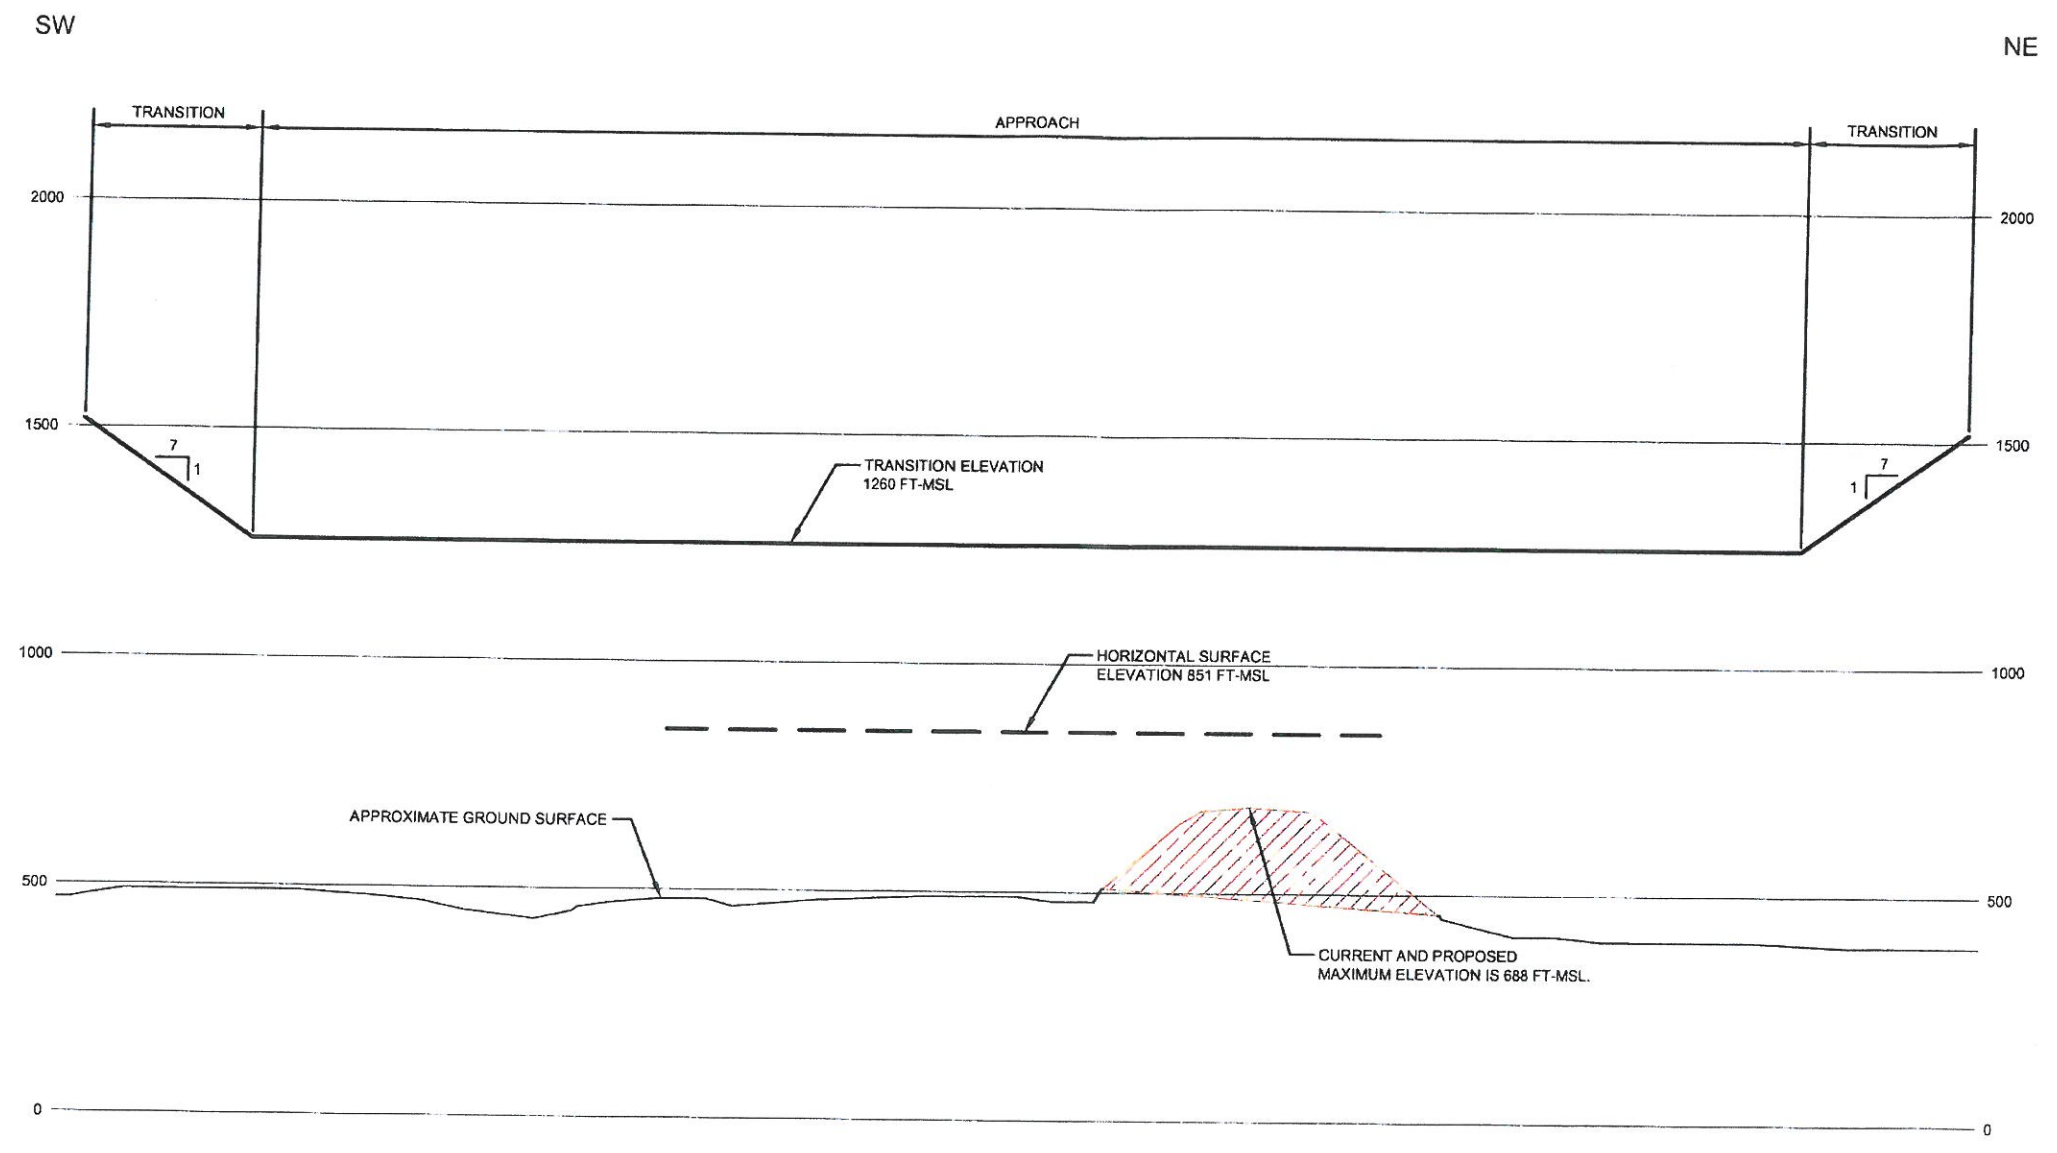 SW
NE
TRANSITION
APPROACH
TRANSITION
2000
2000
1500
1500
7
1
7
1
TRANSITION ELEVATION
1260 FT-MSL
1000
1000
HORIZONTAL SURFACE
ELEVATION 851 FT-MSL
APPROXIMATE GROUND SURFACE
500
500
CURRENT AND PROPOSED
MAXIMUM ELEVATION IS 688 FT-MSL.
0
0